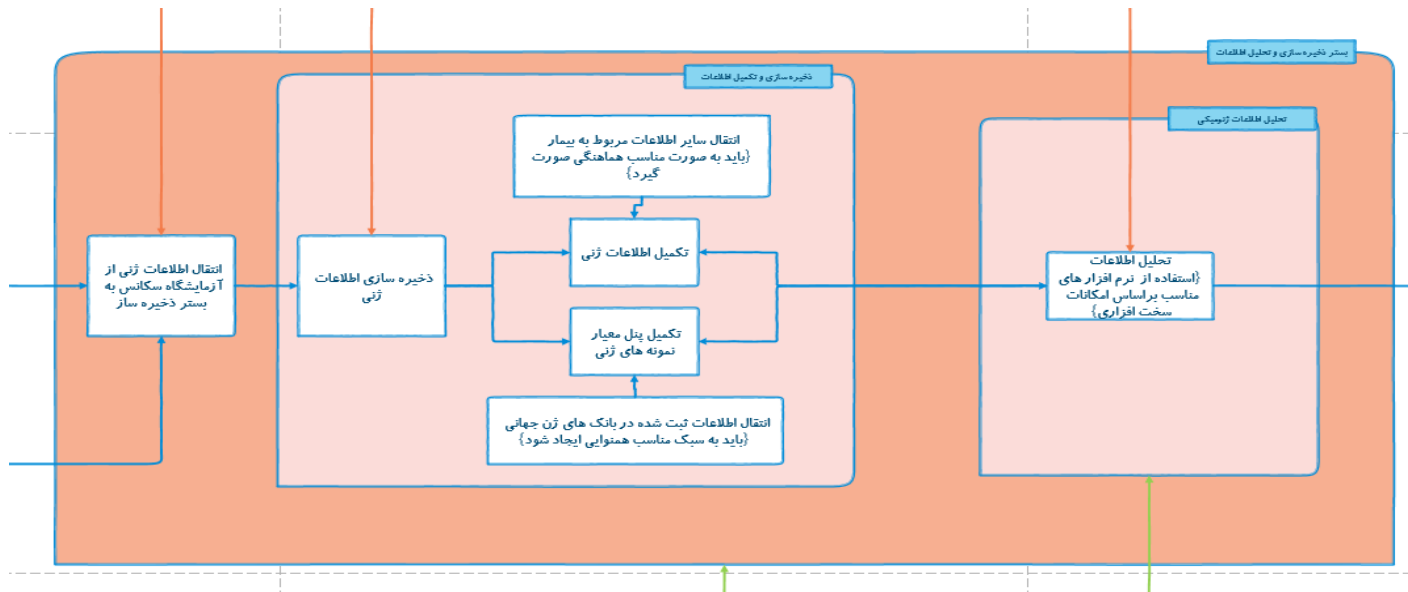 بستر ذخیره سازی و تحلیل اطلاعات
ذخیره سازی و تکمیل اطلاعات
تحلیل اطلاعات ژنومیکی
انتقال سایر اطلاعات مربوط به بیمار
{باید به صورت مناسب هماهنگی صورت
گیرد}
انتقال اطلاعات ژنی از
آزمایشگاه سکانس به
بستر ذخیره ساز
ذخیره سازی اطلاعات
ژنی
تکمیل اطلاعات ژنی
تکمیل پنل معیار
نمونه های ژنی
انتقال اطلاعات ثبت شده در بانک های ژن جهانی
{باید به سبک مناسب همنوایی ایجاد شود}
تحلیل اطلاعات
{استفاده از نرم افزار های
مناسب براساس امکانات
سخت افزاری}